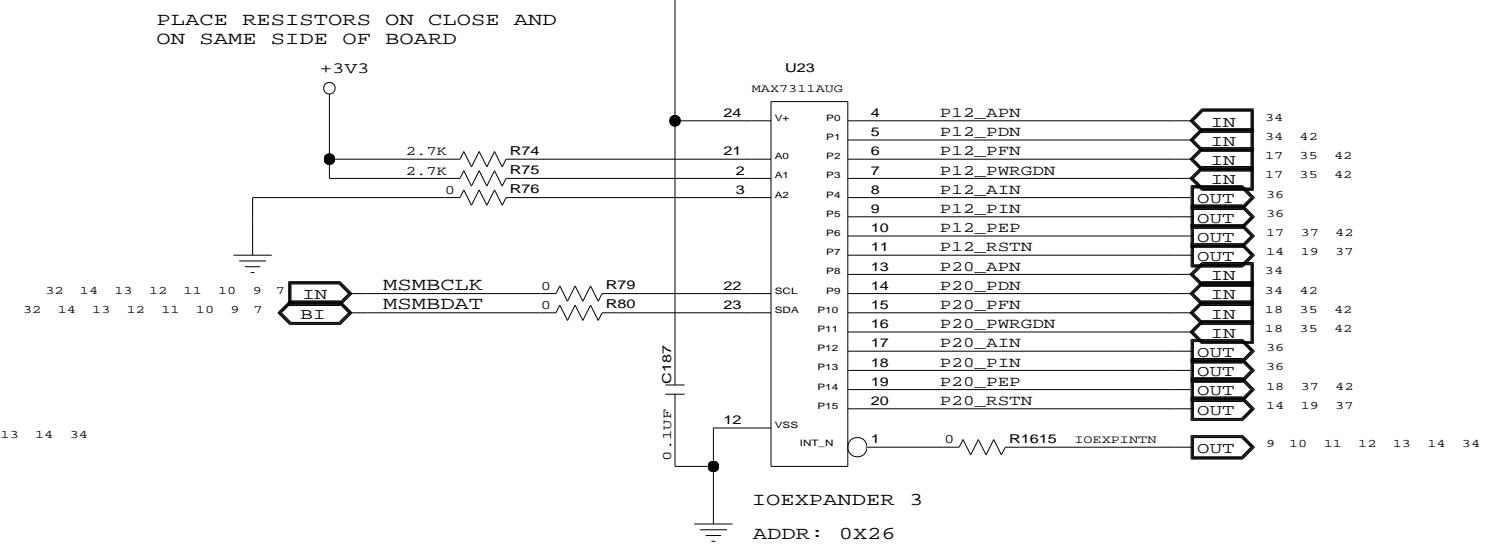 PLACE RESISTORS ON CLOSE AND
ON SAME SIDE OF BOARD
+3V3
U23
MAX7311AUG
24 V+ P0 4 P12_APN IN 34
P1 5 P12_PDN IN 34 42
2.7K R74 21 A0 P2 6 P12_PFN IN 17 35 42
2.7K R75 2 A1 P3 7 P12_PWRGDN IN 17 35 42
0 R76 3 A2 P4 8 P12_AIN OUT 36
P5 9 P12_PIN OUT 36
P6 10 P12_PEP OUT 17 37 42
P7 11 P12_RSTN OUT 14 19 37
P8 13 P20_APN IN 34
32 14 13 12 11 10 9 7 IN MSMBCLK 0 R79 22 SCL P9 14 P20_PDN IN 34 42
32 14 13 12 11 10 9 7 BI MSMBDAT 0 R80 23 SDA P10 15 P20_PFN IN 18 35 42
P11 16 P20_PWRGDN IN 18 35 42
P12 17 P20_AIN OUT 36
P13 18 P20_PIN OUT 36
C187 P14 19 P20_PEP OUT 18 37 42
P15 20 P20_RSTN OUT 14 19 37
0.1UF 12 VSS
13 14 34 INT_N 1 0 R1615 IOEXPINTN OUT 9 10 11 12 13 14 34
IOEXPANDER 3
ADDR: 0X26